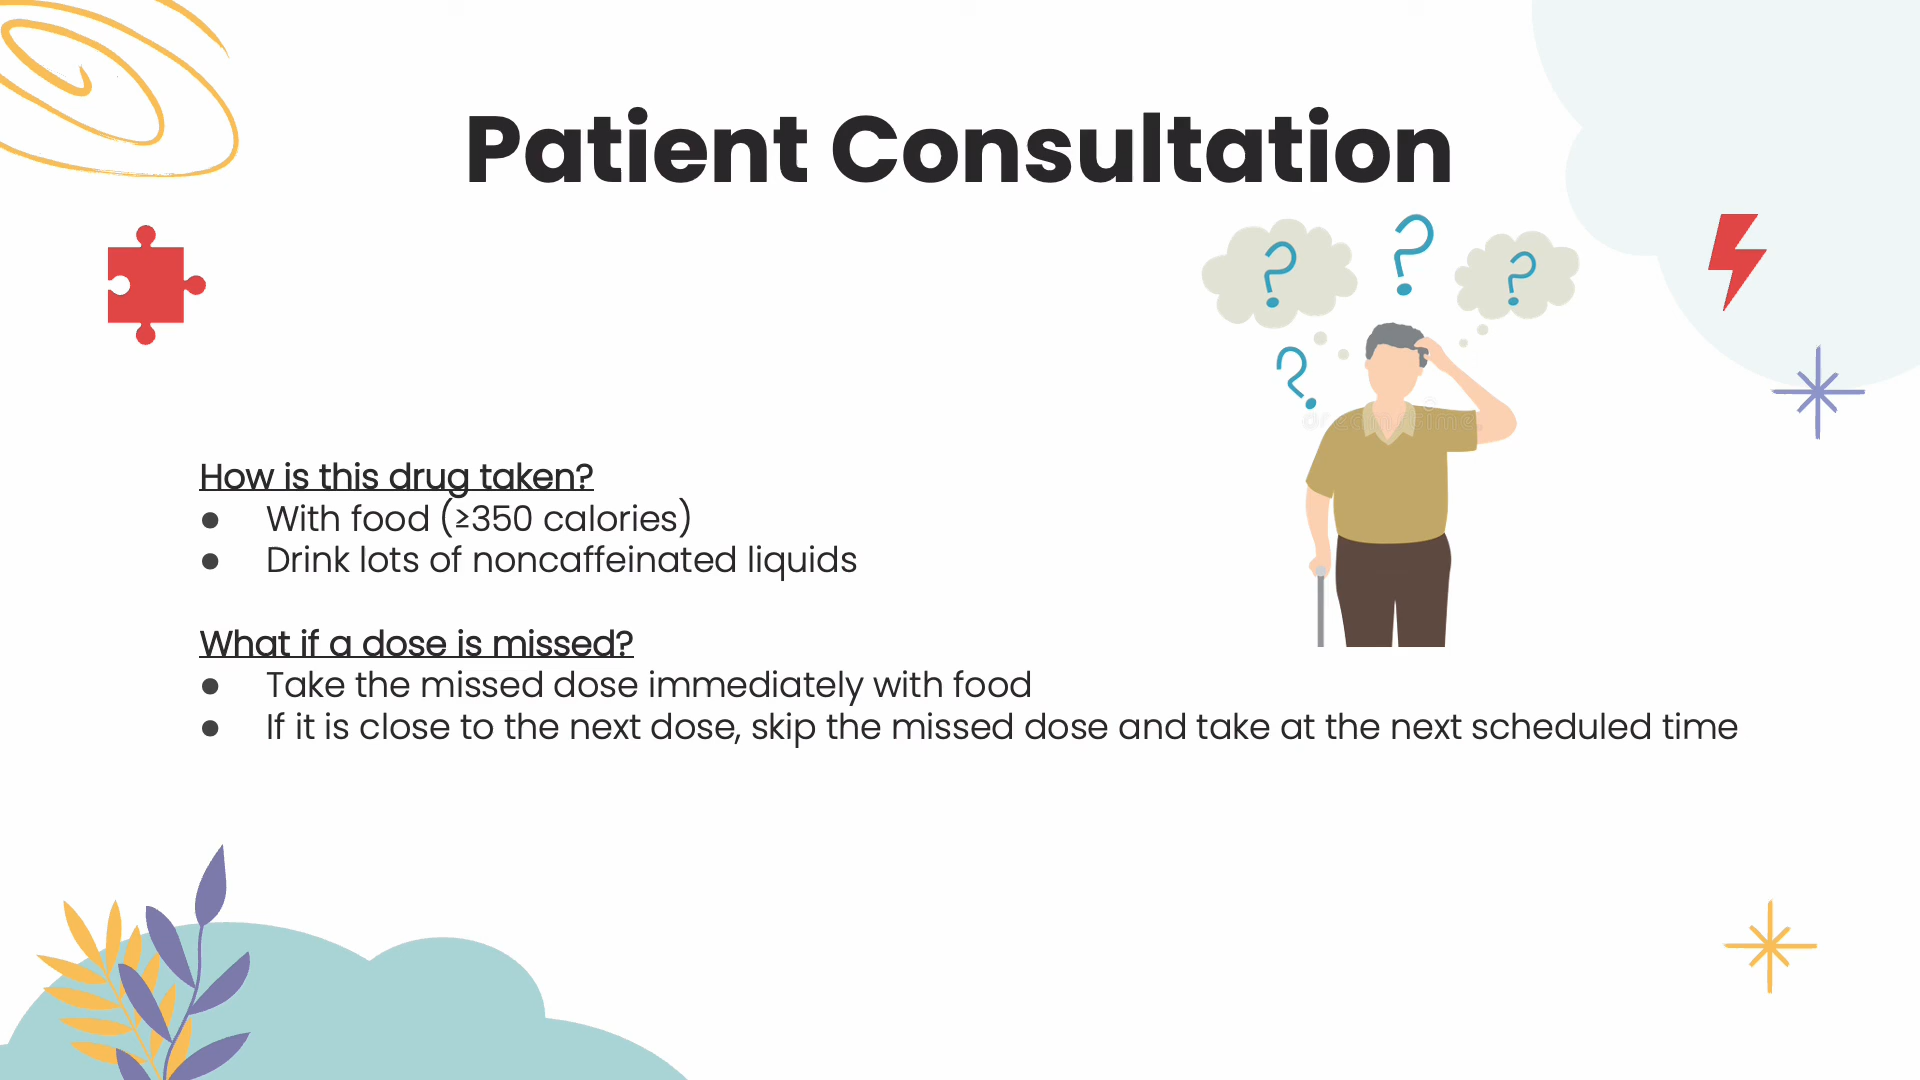 Patient Consultation
? ? ?
?
How is this drug taken?
● With food (≥350 calories)
● Drink lots of noncaffeinated liquids
What if a dose is missed?
● Take the missed dose immediately with food
● If it is close to the next dose, skip the missed dose and take at the next scheduled time